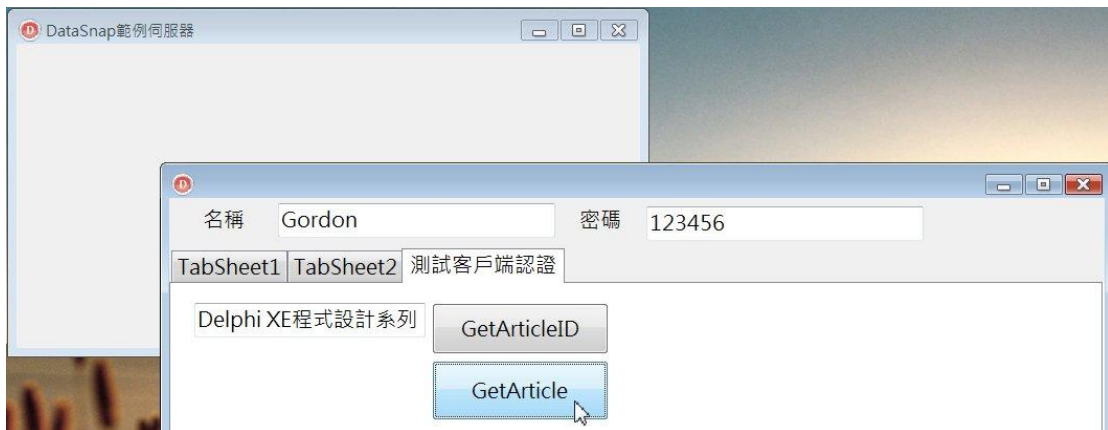 DataSnap範例伺服器
名稱 Gordon 密碼 123456
TabSheet1 TabSheet2 測試客戶端認證
Delphi XE程式設計系列 GetArticleID
GetArticle